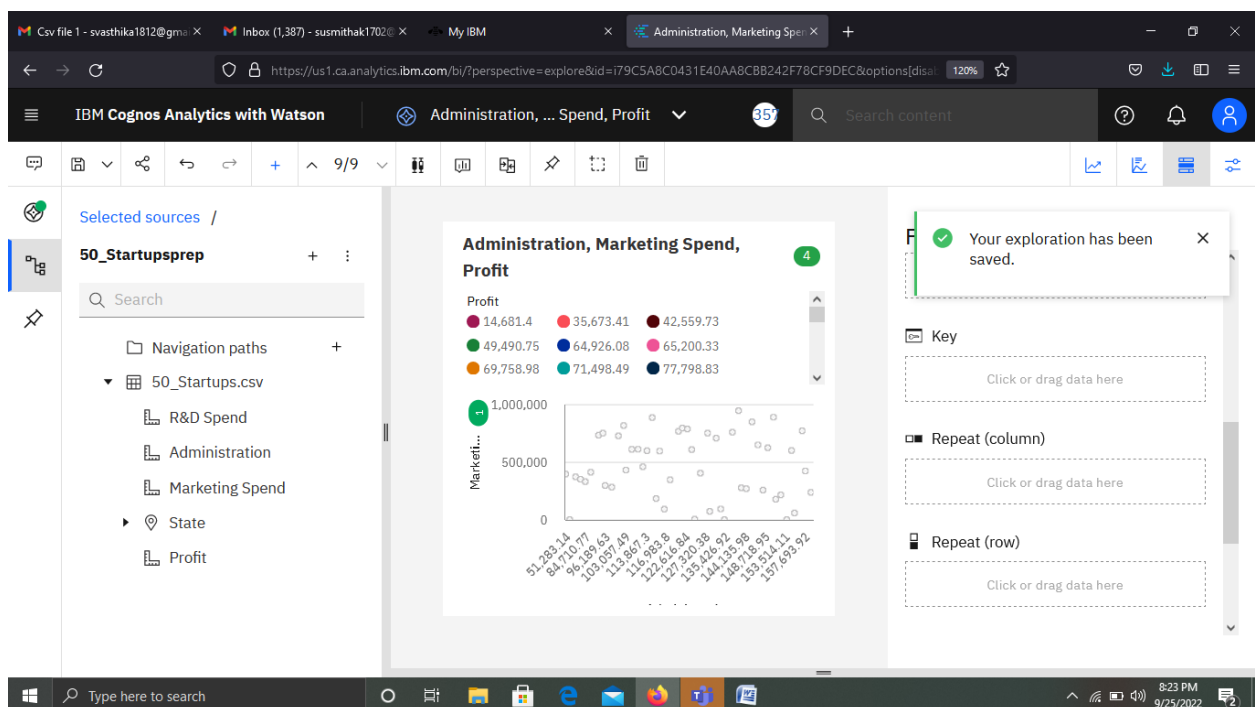 Csv file 1 - svasthika1812@gmai
Inbox (1,387) - susmithak1702@
My IBM
Administration, Marketing Spen
https://us1.ca.analytics.ibm.com/bi/?perspective=explore&id=i79C5A8C0431E40AA8CBB242F78CF9DEC&options[disal
120%
IBM Cognos Analytics with Watson
Administration, ... Spend, Profit
357
Search content
9/9
Selected sources /
50_Startupsprep
Search
Navigation paths
50_Startups.csv
R&D Spend
Administration
Marketing Spend
State
Profit
Administration, Marketing Spend,
Profit
4
Profit
14,681.4 35,673.41 42,559.73
49,490.75 64,926.08 65,200.33
69,758.98 71,498.49 77,798.83
1
Marketi...
1,000,000
500,000
0
51,283.14
84,710.77
96,189.63
103,057.49
113,867.3
116,983.8
122,616.84
127,320.38
135,426.92
144,135.98
148,718.95
153,514.11
157,693.92
Your exploration has been
saved.
Key
Click or drag data here
Repeat (column)
Click or drag data here
Repeat (row)
Click or drag data here
Type here to search
8:23 PM
9/25/2022
2